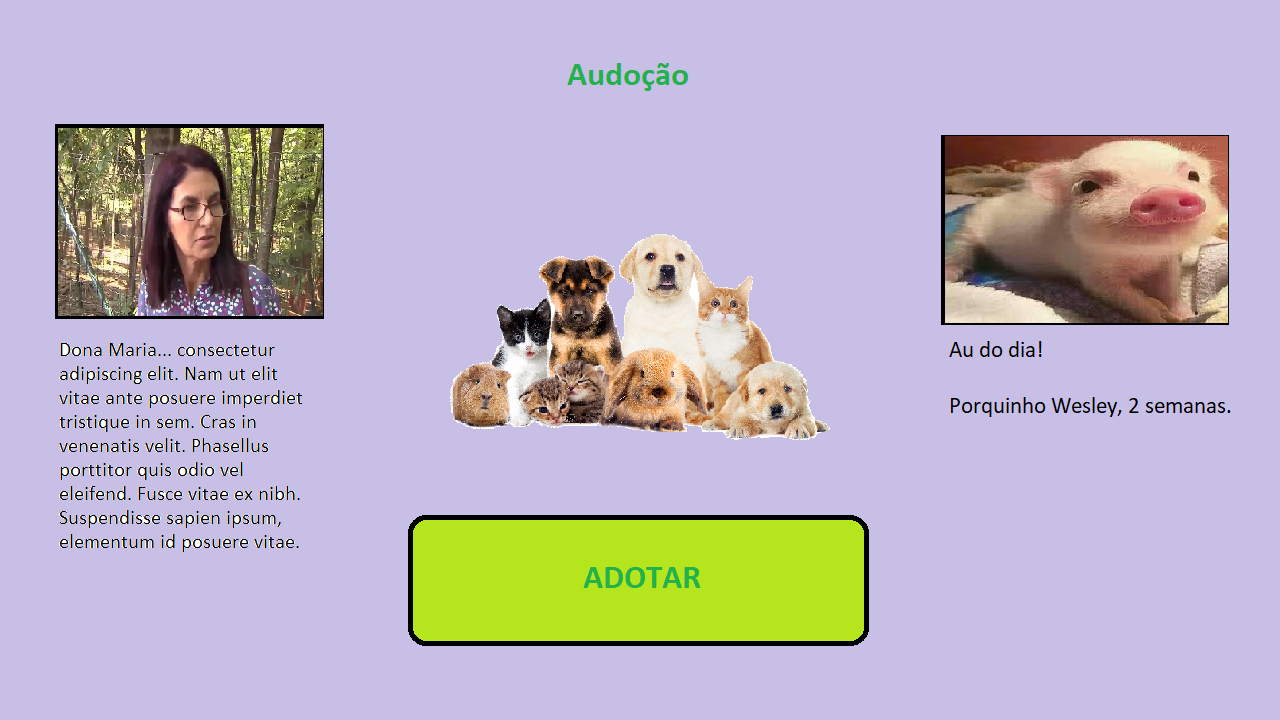 Audoção
Dona Maria... consectetur
adipiscing elit. Nam ut elit
vitae ante posuere imperdiet
tristique in sem. Cras in
venenatis velit. Phasellus
porttitor quis odio vel
eleifend. Fusce vitae ex nibh.
Suspendisse sapien ipsum,
elementum id posuere vitae.
Au do dia!
Porquinho Wesley, 2 semanas.
ADOTAR